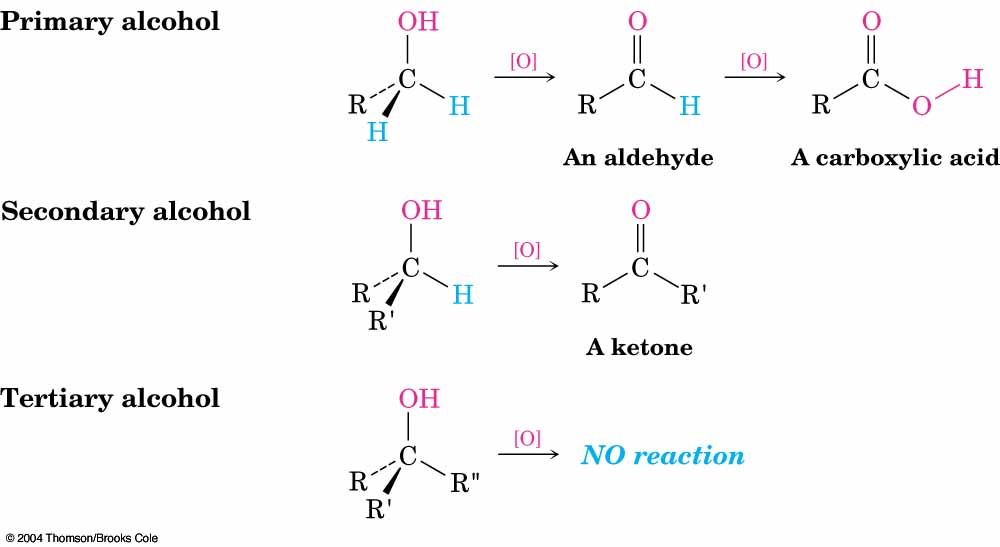 Primary alcohol
OH
C
R
H
H
[O]
O
C
R
H
An aldehyde
[O]
O
C
R
O
H
A carboxylic acid
Secondary alcohol
OH
C
R
R'
H
[O]
O
C
R
R'
A ketone
Tertiary alcohol
OH
C
R
R'
R"
[O]
NO reaction
© 2004 Thomson/Brooks Cole